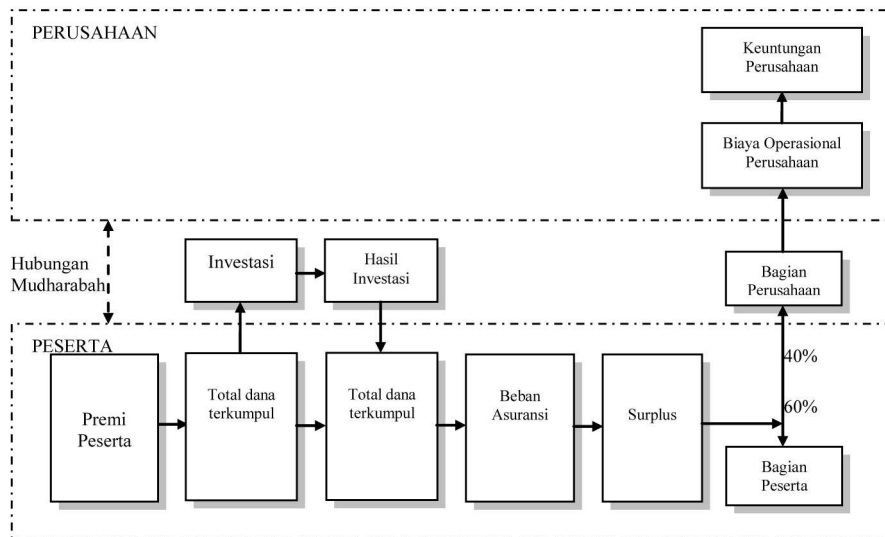 PERUSAHAAN
Keuntungan
Perusahaan
Biaya Operasional
Perusahaan
Hubungan
Mudharabah
Investasi
Hasil
Investasi
Bagian
Perusahaan
PESERTA
Premi
Peserta
Total dana
terkumpul
Total dana
terkumpul
Beban
Asuransi
Surplus
40%
60%
Bagian
Peserta